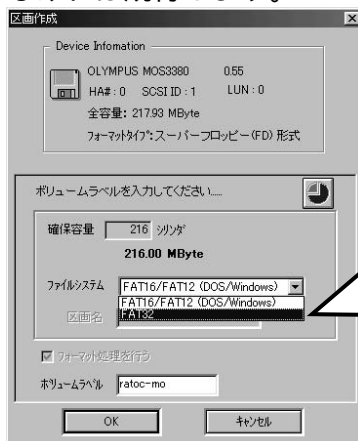 区画作成
Device Infomation
OLYMPUS MOS3380 0.55
HA#: 0 SCSI ID : 1 LUN : 0
全容量: 217.93 MByte
フォーマットタイプ: スーパーフロッピー(FD) 形式
ボリュームラベルを入力してください.....
確保容量 216 シリンダ
216.00 MByte
ファイルシステム FAT16/FAT12 (DOS/Windows)
FAT16/FAT12 (DOS/Windows)
FAT32
区画名
フォーマット処理を行う
ボリュームラベル ratoc-mo
OK キャンセル